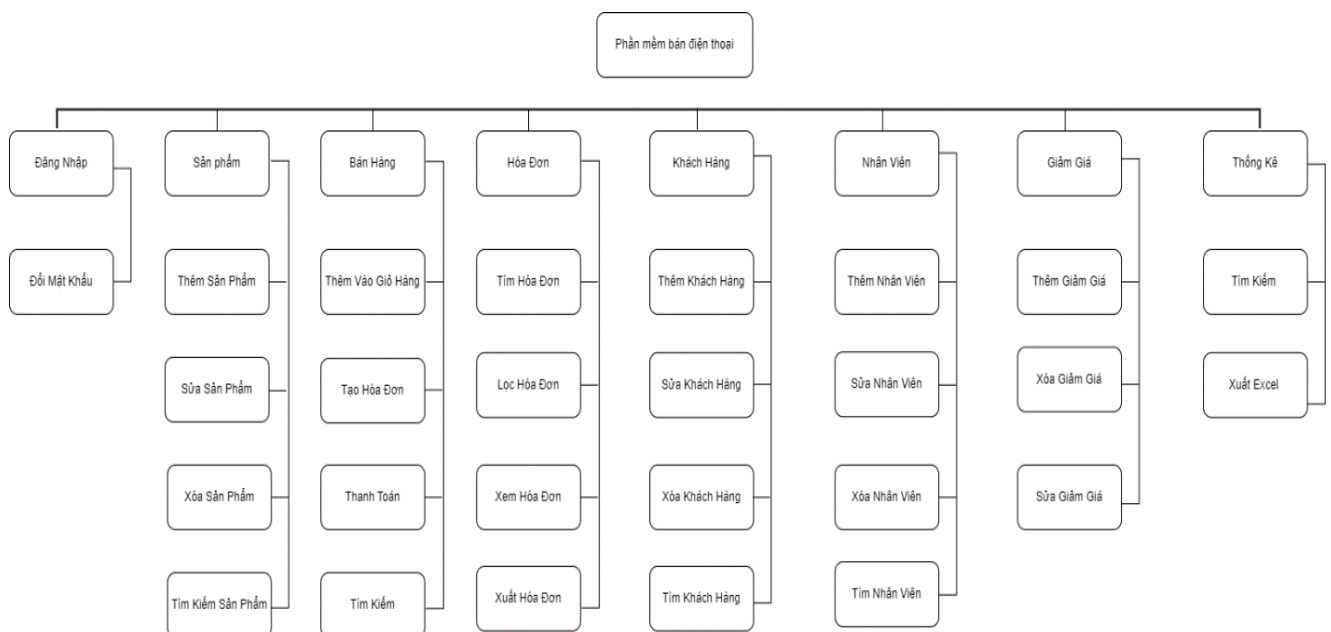 Phần mềm bán điện thoại
Đăng Nhập
Sản phẩm
Bán Hàng
Hóa Đơn
Khách Hàng
Nhân Viên
Giảm Giá
Thống Kê
Đổi Mật Khẩu
Thêm Sản Phẩm
Thêm Vào Giỏ Hàng
Tìm Hóa Đơn
Thêm Khách Hàng
Thêm Nhân Viên
Thêm Giảm Giá
Tìm Kiếm
Sửa Sản Phẩm
Tạo Hóa Đơn
Lọc Hóa Đơn
Sửa Khách Hàng
Sửa Nhân Viên
Xóa Giảm Giá
Xuất Excel
Xóa Sản Phẩm
Thanh Toán
Xem Hóa Đơn
Xóa Khách Hàng
Xóa Nhân Viên
Sửa Giảm Giá
Tìm Kiếm Sản Phẩm
Tìm Kiếm
Xuất Hóa Đơn
Tìm Khách Hàng
Tìm Nhân Viên